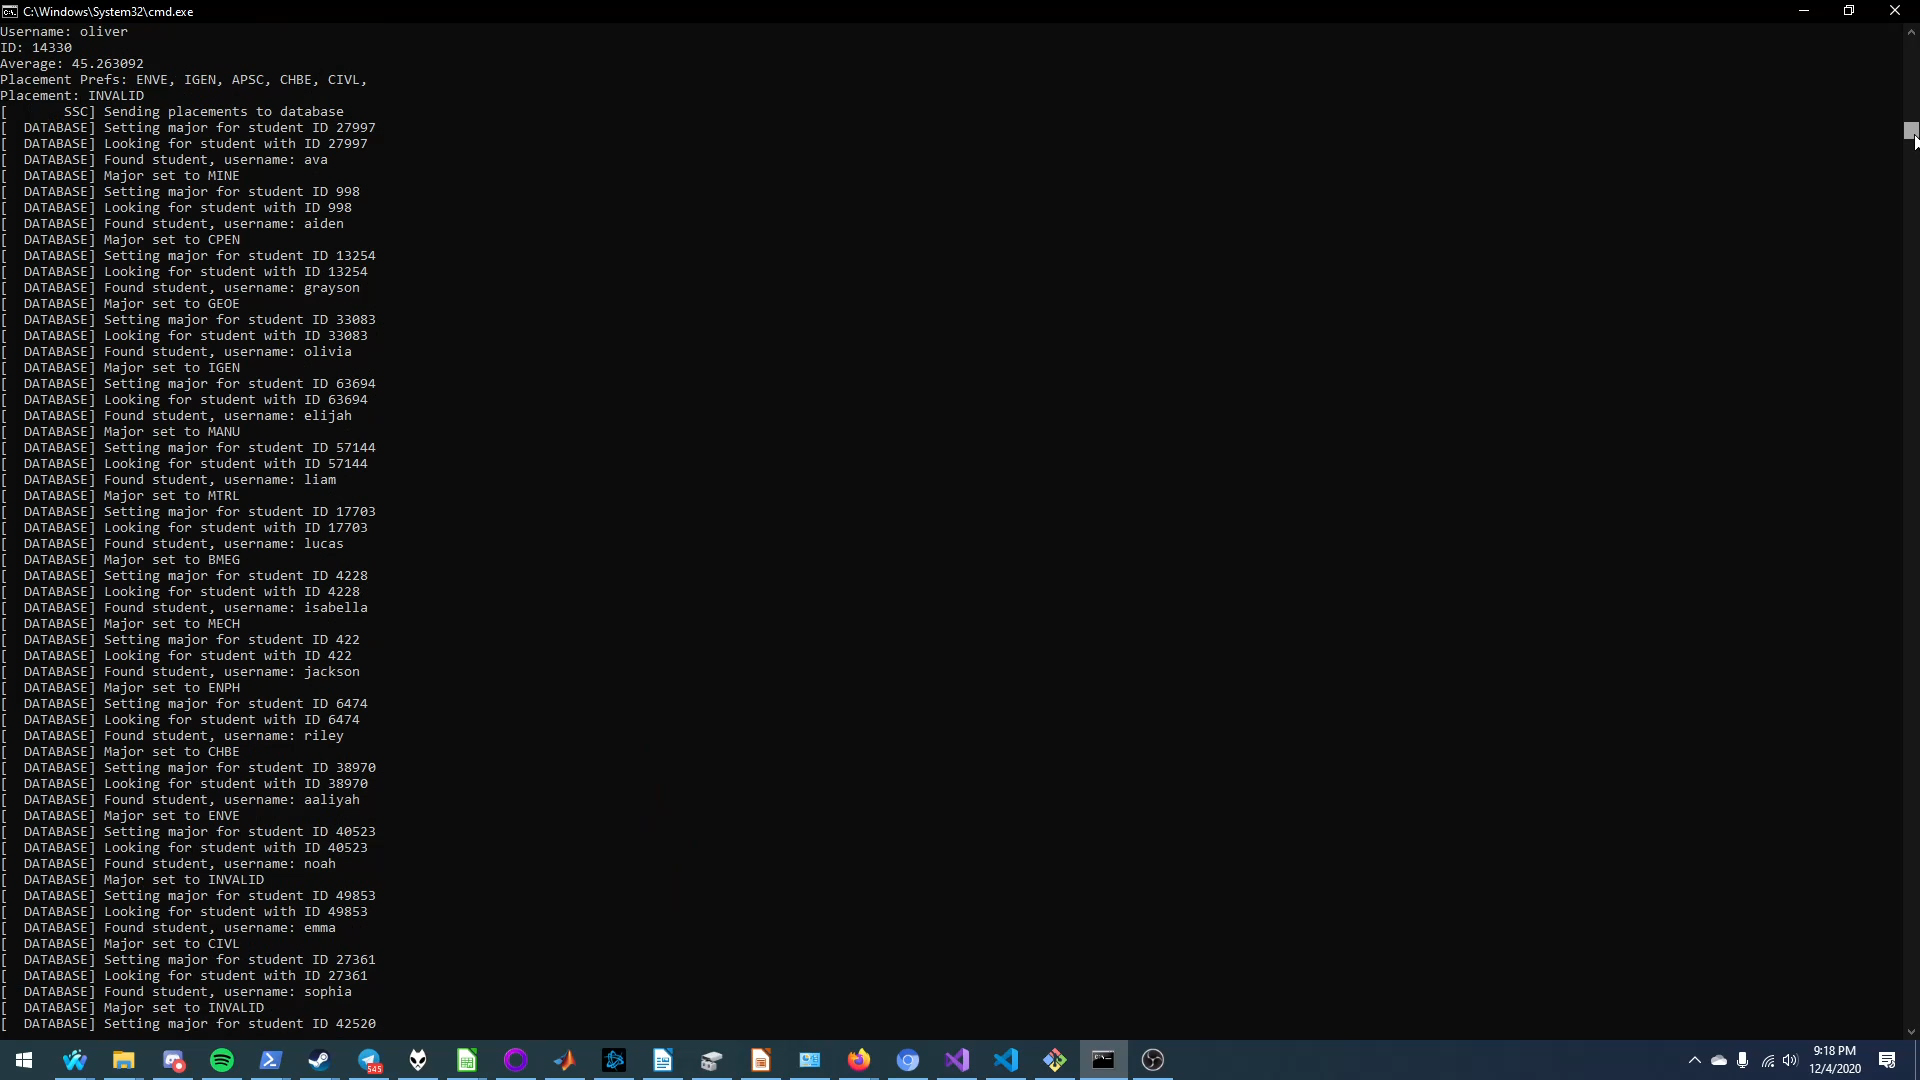 C:\Windows\System32\cmd.exe
Username: oliver
ID: 14330
Average: 45.263092
Placement Prefs: ENVE, IGEN, APSC, CHBE, CIVL,
Placement: INVALID
[       SSC] Sending placements to database
[  DATABASE] Setting major for student ID 27997
[  DATABASE] Looking for student with ID 27997
[  DATABASE] Found student, username: ava
[  DATABASE] Major set to MINE
[  DATABASE] Setting major for student ID 998
[  DATABASE] Looking for student with ID 998
[  DATABASE] Found student, username: aiden
[  DATABASE] Major set to CPEN
[  DATABASE] Setting major for student ID 13254
[  DATABASE] Looking for student with ID 13254
[  DATABASE] Found student, username: grayson
[  DATABASE] Major set to GEOE
[  DATABASE] Setting major for student ID 33083
[  DATABASE] Looking for student with ID 33083
[  DATABASE] Found student, username: olivia
[  DATABASE] Major set to IGEN
[  DATABASE] Setting major for student ID 63694
[  DATABASE] Looking for student with ID 63694
[  DATABASE] Found student, username: elijah
[  DATABASE] Major set to MANU
[  DATABASE] Setting major for student ID 57144
[  DATABASE] Looking for student with ID 57144
[  DATABASE] Found student, username: liam
[  DATABASE] Major set to MTRL
[  DATABASE] Setting major for student ID 17703
[  DATABASE] Looking for student with ID 17703
[  DATABASE] Found student, username: lucas
[  DATABASE] Major set to BMEG
[  DATABASE] Setting major for student ID 4228
[  DATABASE] Looking for student with ID 4228
[  DATABASE] Found student, username: isabella
[  DATABASE] Major set to MECH
[  DATABASE] Setting major for student ID 422
[  DATABASE] Looking for student with ID 422
[  DATABASE] Found student, username: jackson
[  DATABASE] Major set to ENPH
[  DATABASE] Setting major for student ID 6474
[  DATABASE] Looking for student with ID 6474
[  DATABASE] Found student, username: riley
[  DATABASE] Major set to CHBE
[  DATABASE] Setting major for student ID 38970
[  DATABASE] Looking for student with ID 38970
[  DATABASE] Found student, username: aaliyah
[  DATABASE] Major set to ENVE
[  DATABASE] Setting major for student ID 40523
[  DATABASE] Looking for student with ID 40523
[  DATABASE] Found student, username: noah
[  DATABASE] Major set to INVALID
[  DATABASE] Setting major for student ID 49853
[  DATABASE] Looking for student with ID 49853
[  DATABASE] Found student, username: emma
[  DATABASE] Major set to CIVL
[  DATABASE] Setting major for student ID 27361
[  DATABASE] Looking for student with ID 27361
[  DATABASE] Found student, username: sophia
[  DATABASE] Major set to INVALID
[  DATABASE] Setting major for student ID 42520
545
9:18 PM
12/4/2020